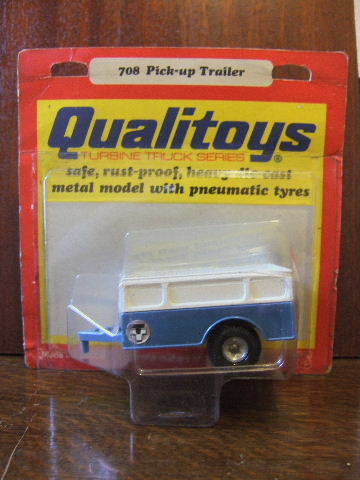 708 Pick-up Trailer
Qualitoys®
TURBINE TRUCK SERIES
safe, rust-proof, heavy die-cast
metal model with pneumatic tyres
Made